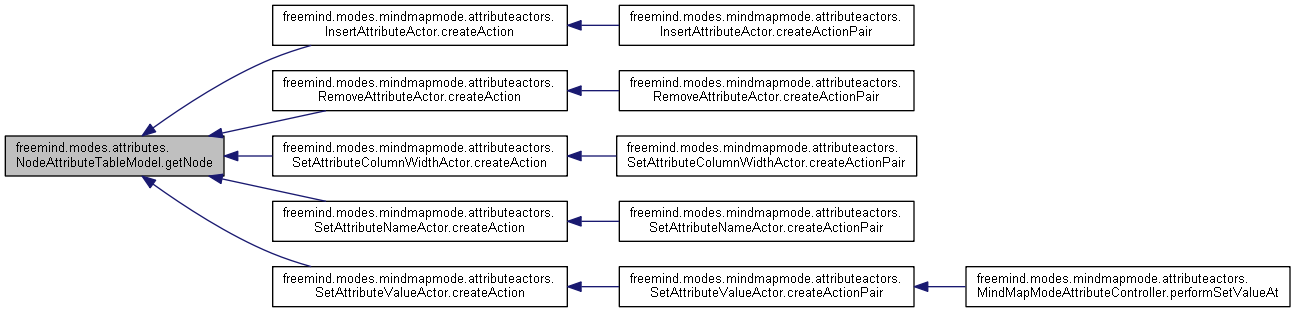 freemind.modes.mindmapmode.attributeactors.
InsertAttributeActor.createAction
freemind.modes.mindmapmode.attributeactors.
InsertAttributeActor.createActionPair
freemind.modes.mindmapmode.attributeactors.
RemoveAttributeActor.createAction
freemind.modes.mindmapmode.attributeactors.
RemoveAttributeActor.createActionPair
freemind.modes.attributes.
NodeAttributeTableModel.getNode
freemind.modes.mindmapmode.attributeactors.
SetAttributeColumnWidthActor.createAction
freemind.modes.mindmapmode.attributeactors.
SetAttributeColumnWidthActor.createActionPair
freemind.modes.mindmapmode.attributeactors.
SetAttributeNameActor.createAction
freemind.modes.mindmapmode.attributeactors.
SetAttributeNameActor.createActionPair
freemind.modes.mindmapmode.attributeactors.
SetAttributeValueActor.createAction
freemind.modes.mindmapmode.attributeactors.
SetAttributeValueActor.createActionPair
freemind.modes.mindmapmode.attributeactors.
MindMapModeAttributeController.performSetValueAt